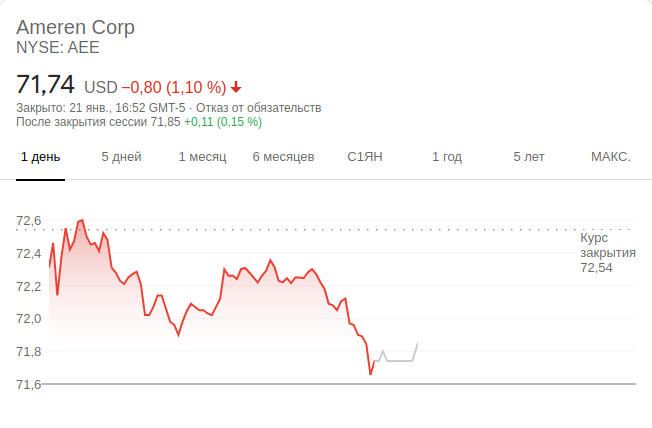 Ameren Corp
NYSE: AEE
71,74 USD −0,80 (1,10 %)
Закрыто: 21 янв., 16:52 GMT-5 · Отказ от обязательств
После закрытия сессии 71,85 +0,11 (0,15 %)
1 день 5 дней 1 месяц 6 месяцев С1ЯН 1 год 5 лет МАКС.
72,6
Курс
закрытия
72,54
72,4
72,2
72,0
71,8
71,6